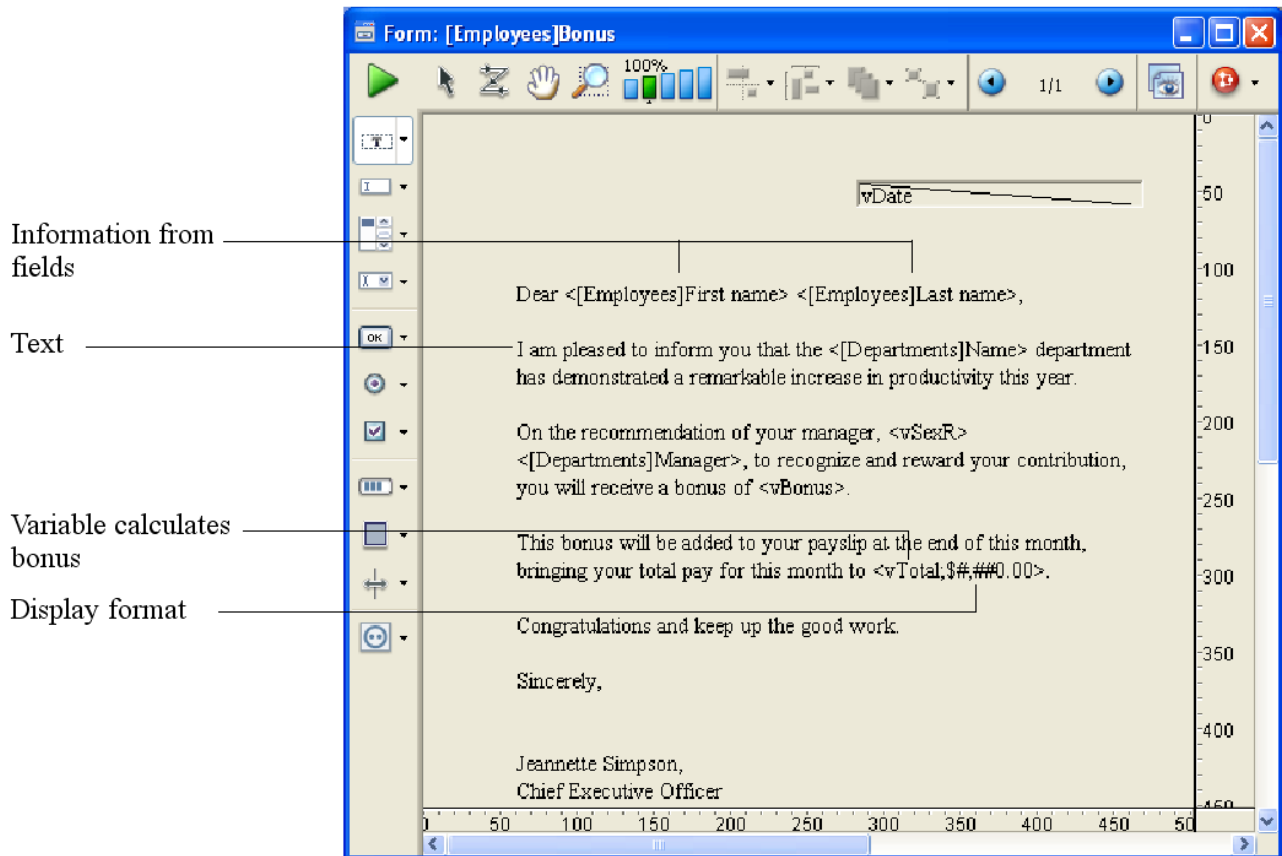 Form: [Employees]Bonus
100%
1/1
T
I
I
OK
0
50
100
150
200
250
300
350
400
450
vDate
Information from
fields
Dear <[Employees]First name> <[Employees]Last name>,
Text
I am pleased to inform you that the <[Departments]Name> department
has demonstrated a remarkable increase in productivity this year.
On the recommendation of your manager, <vSexR>
<[Departments]Manager>, to recognize and reward your contribution,
you will receive a bonus of <vBonus>.
Variable calculates
bonus
This bonus will be added to your payslip at the end of this month,
bringing your total pay for this month to <vTotal;$#,##0.00>.
Display format
Congratulations and keep up the good work.
Sincerely,
Jeannette Simpson,
Chief Executive Officer
50 100 150 200 250 300 350 400 450